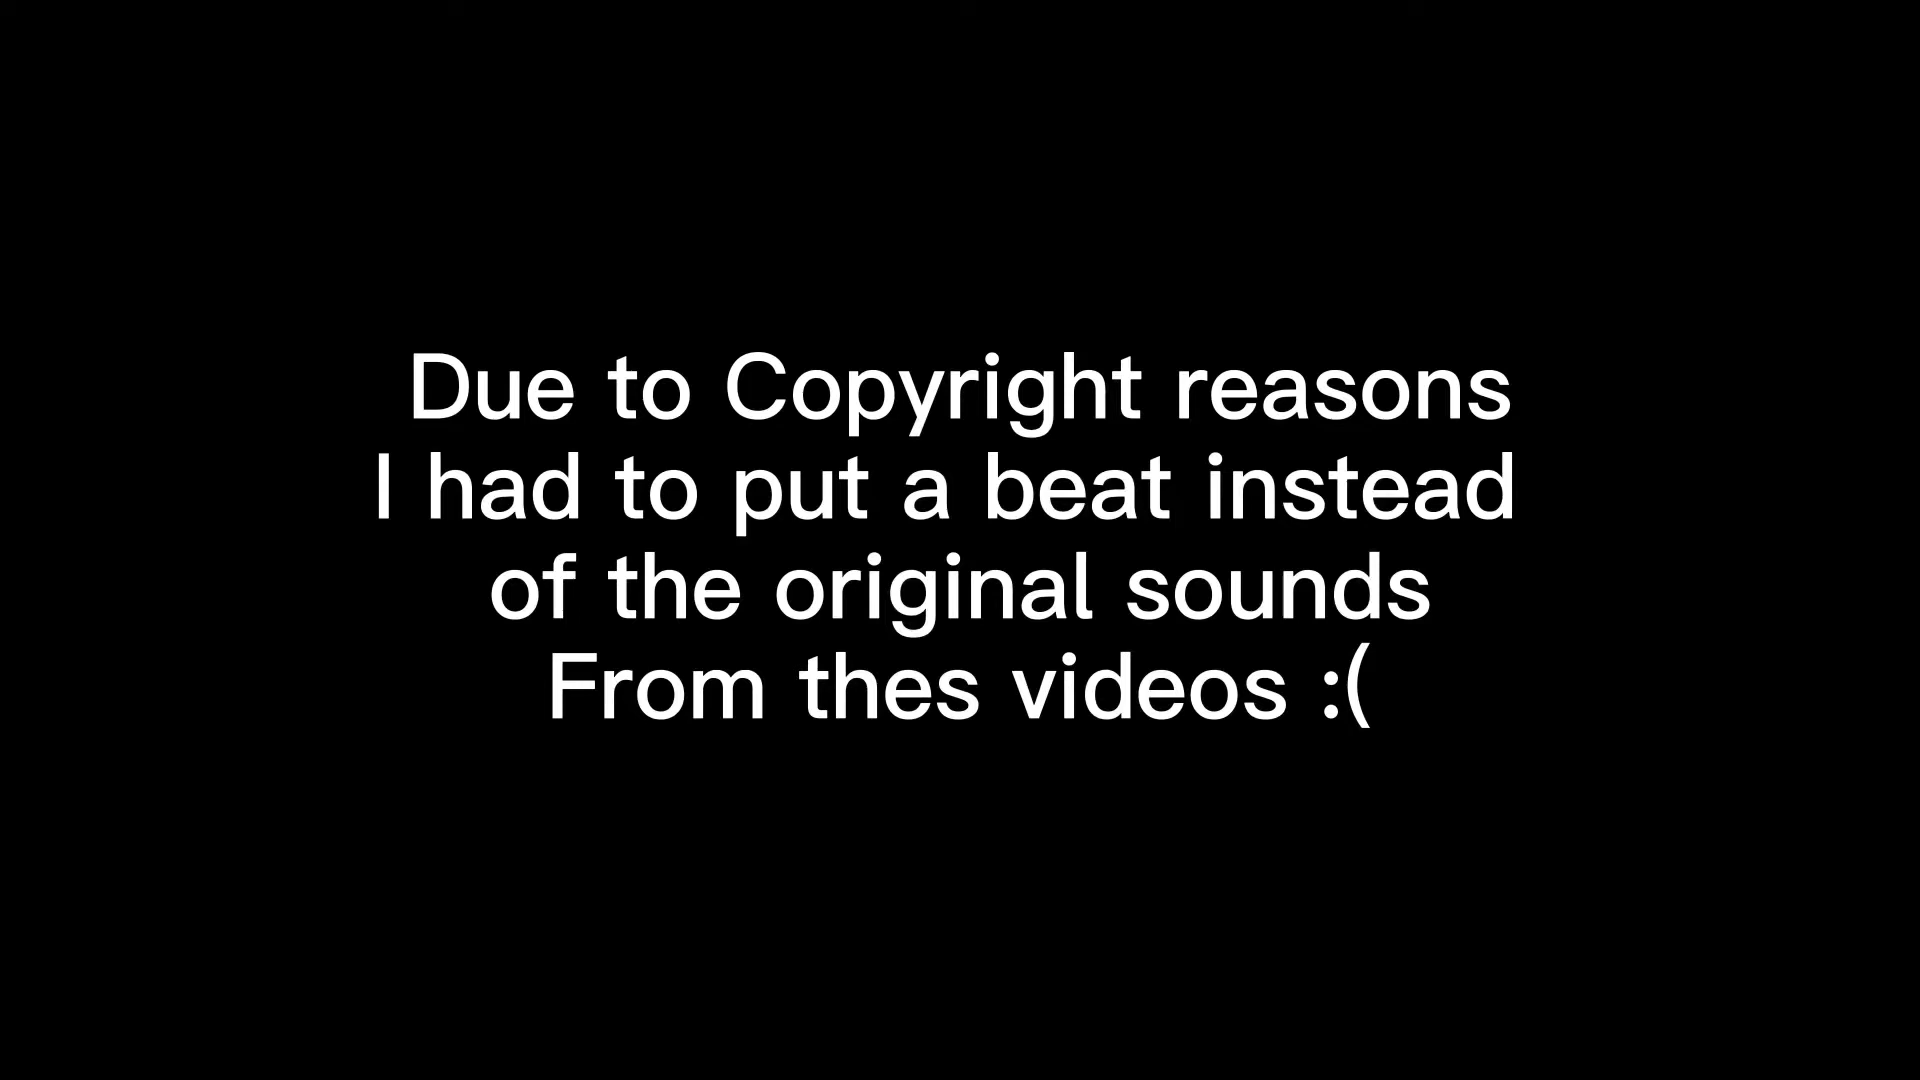 Due to Copyright reasons
I had to put a beat instead
of the original sounds
From thes videos :(